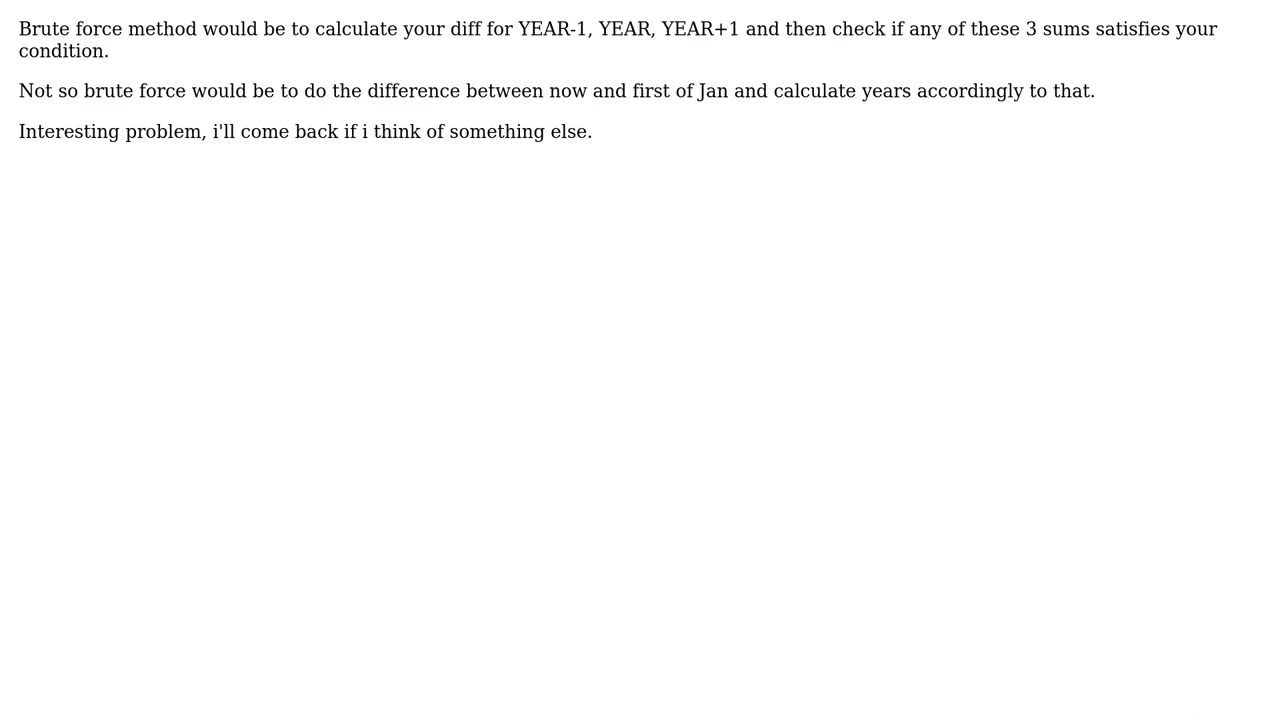 Brute force method would be to calculate your diff for YEAR-1, YEAR, YEAR+1 and then check if any of these 3 sums satisfies your
condition.
Not so brute force would be to do the difference between now and first of Jan and calculate years accordingly to that.
Interesting problem, i'll come back if i think of something else.